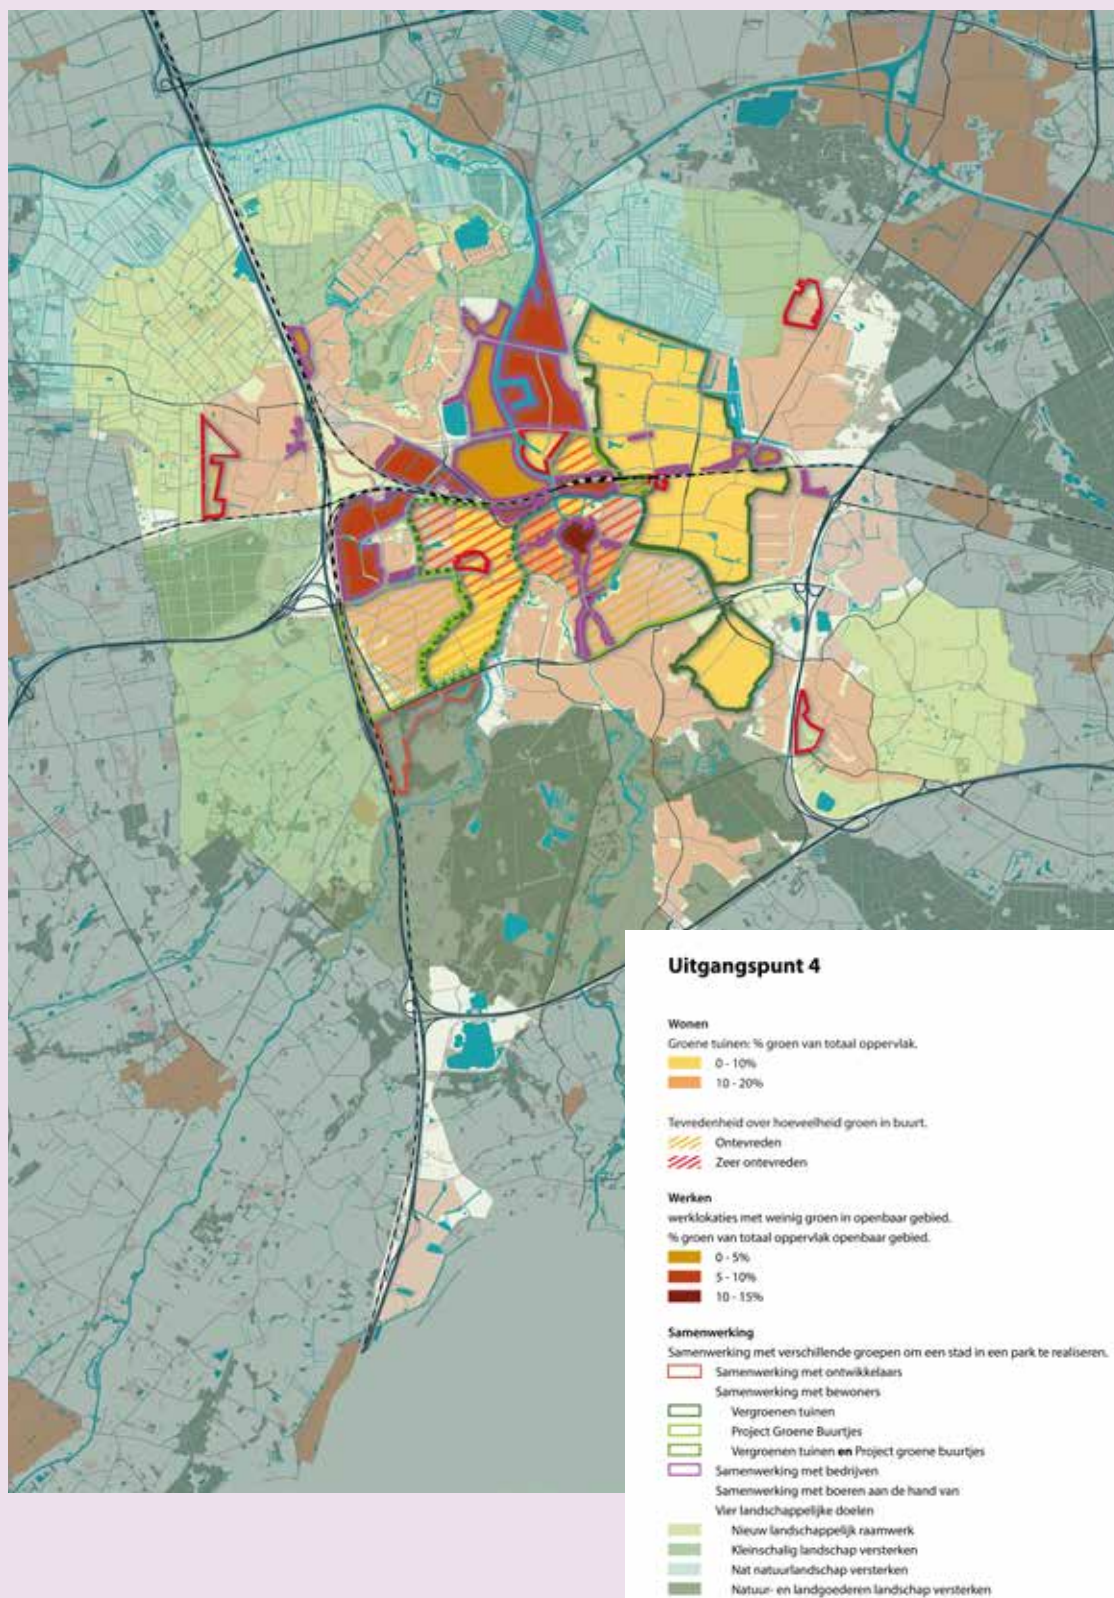 Uitgangspunt 4
Wonen
Groene tuinen: % groen van totaal oppervlak.
0 - 10%
10 - 20%
Tevredenheid over hoeveelheid groen in buurt.
Ontevreden
Zeer ontevreden
Werken
werklokaties met weinig groen in openbaar gebied.
% groen van totaal oppervlak openbaar gebied.
0 - 5%
5 - 10%
10 - 15%
Samenwerking
Samenwerking met verschillende groepen om een stad in een park te realiseren.
Samenwerking met ontwikkelaars
Samenwerking met bewoners
Vergroenen tuinen
Project Groene Buurtjes
Vergroenen tuinen en Project groene buurtjes
Samenwerking met bedrijven
Samenwerking met boeren aan de hand van
Vier landschappelijke doelen
Nieuw landschappelijk raamwerk
Kleinschalig landschap versterken
Nat natuurlandschap versterken
Natuur- en landgoederen landschap versterken